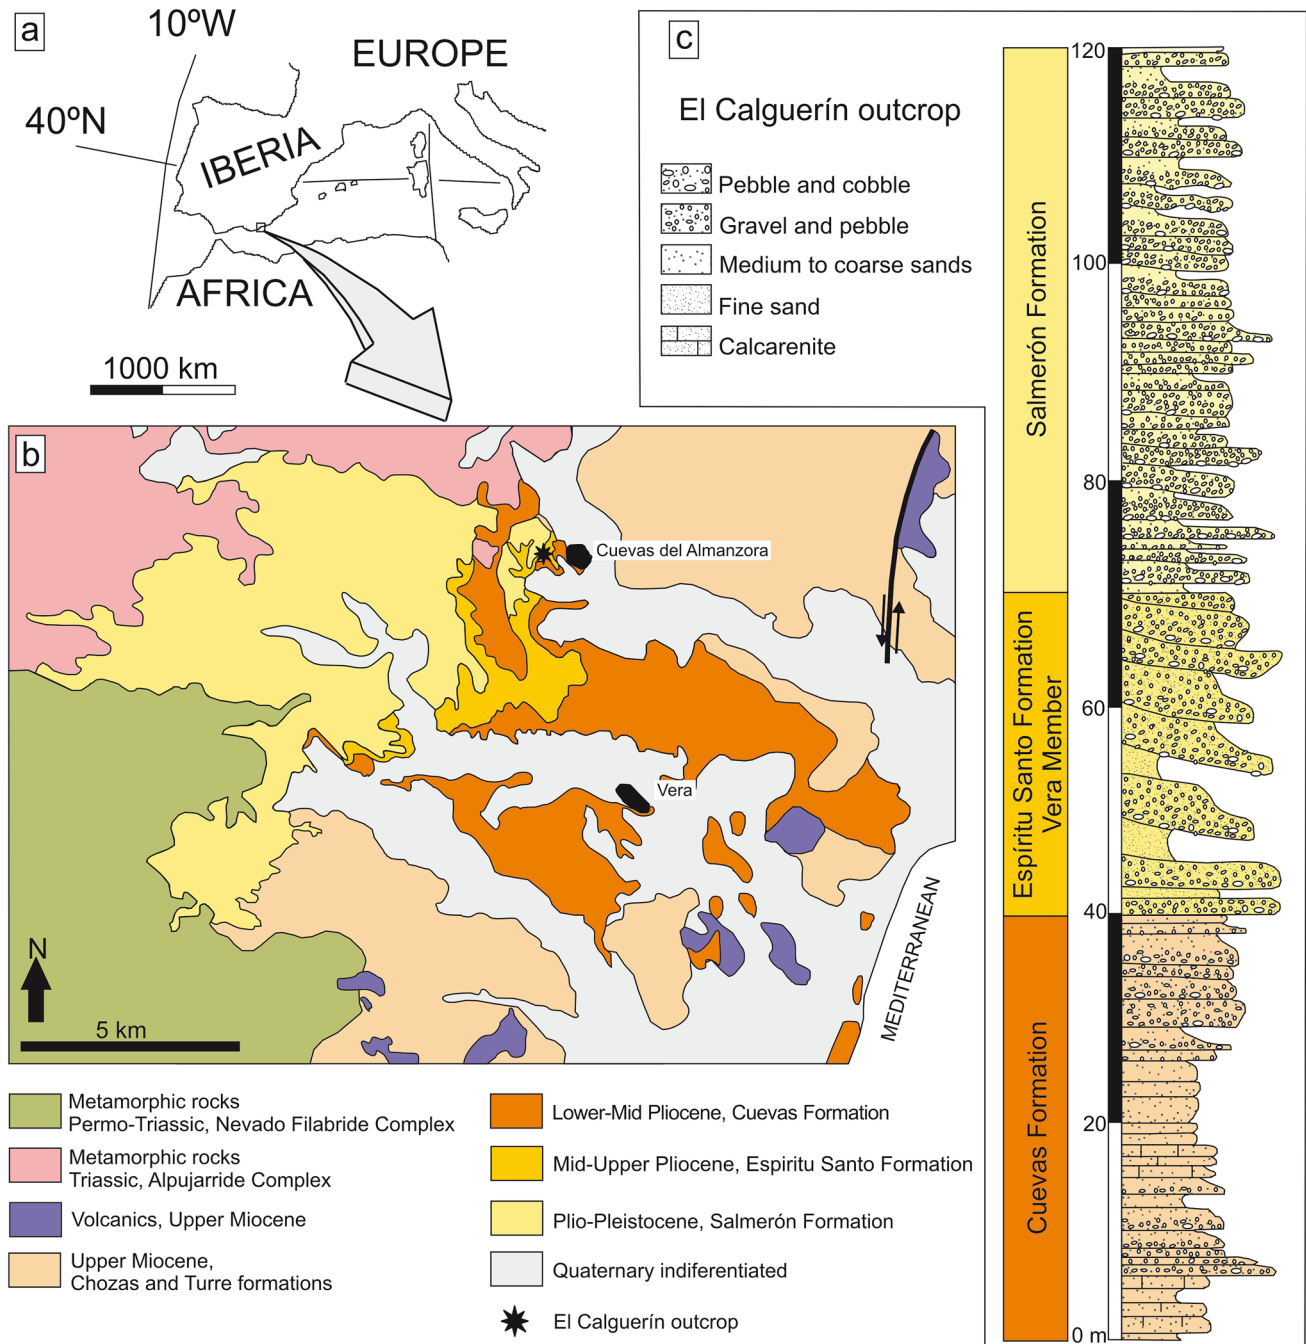 a
10ºW
EUROPE
40ºN
IBERIA
AFRICA
1000 km
b
Cuevas del Almanzora
Vera
MEDITERRANEAN
N
5 km
Metamorphic rocks
Permo-Triassic, Nevado Filabride Complex
Metamorphic rocks
Triassic, Alpujarride Complex
Volcanics, Upper Miocene
Upper Miocene,
Chozas and Turre formations
Lower-Mid Pliocene, Cuevas Formation
Mid-Upper Pliocene, Espiritu Santo Formation
Plio-Pleistocene, Salmerón Formation
Quaternary indiferentiated
El Calguerín outcrop
c
El Calguerín outcrop
Pebble and cobble
Gravel and pebble
Medium to coarse sands
Fine sand
Calcarenite
Salmerón Formation
Espíritu Santo Formation
Vera Member
Cuevas Formation
120
100
80
60
40
20
0 m